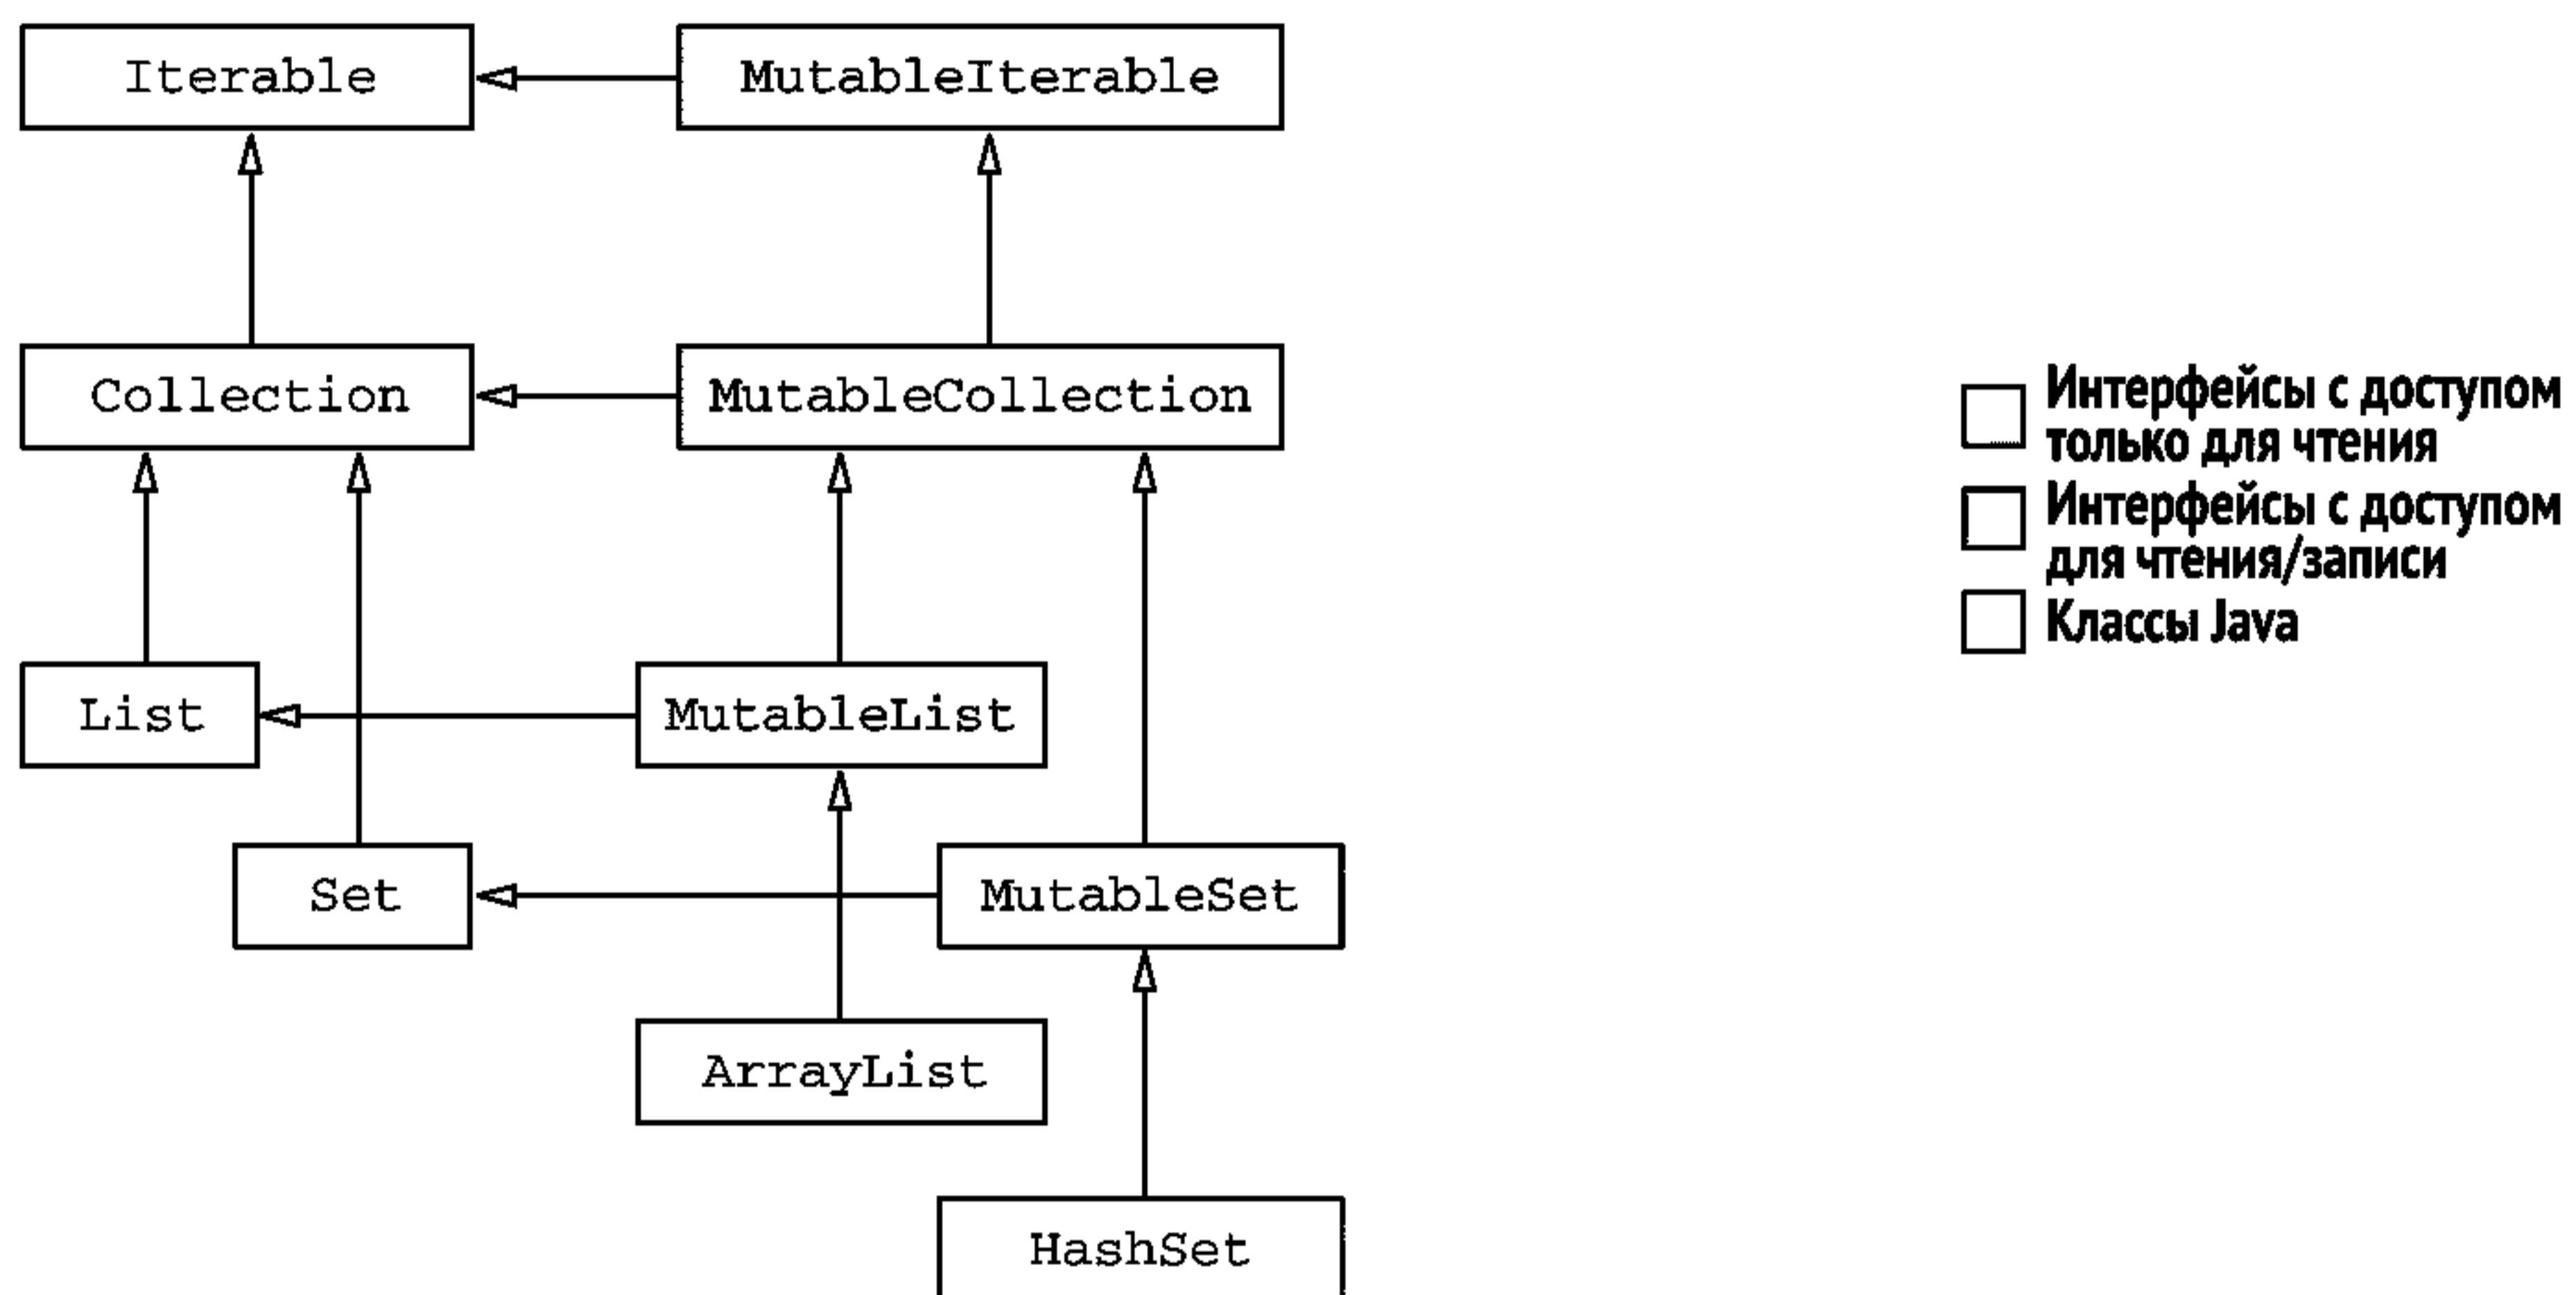 Iterable
MutableIterable
Collection
MutableCollection
Интерфейсы с доступом
только для чтения
Интерфейсы с доступом
для чтения/записи
Классы Java
List
MutableList
Set
MutableSet
ArrayList
HashSet